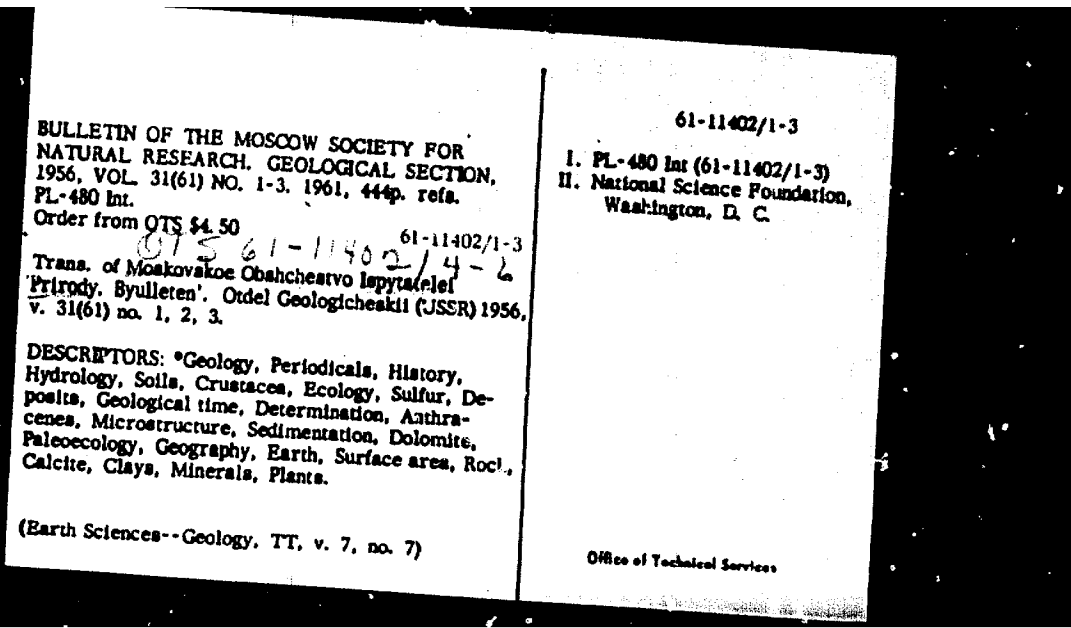 BULLETIN OF THE MOSCOW SOCIETY FOR
NATURAL RESEARCH. GEOLOGICAL SECTION,
1956, VOL. 31(61) NO. 1-3. 1961, 444p. refs.
PL-480 Int.
Order from OTS $4.50
61-11402/1-3
OTS 61-11402/4-6
Trans. of Moskovskoe Obshchestvo Ispytatelei
'Prirody, Byulleten'. Otdel Geologicheskii (USSR) 1956,
v. 31(61) no. 1, 2, 3.
DESCRIPTORS: *Geology, Periodicals, History,
Hydrology, Soils, Crustacea, Ecology, Sulfur, De-
posits, Geological time, Determination, Anthra-
cenes, Microstructure, Sedimentation, Dolomite,
Paleoecology, Geography, Earth, Surface area,
Calcite, Clays, Minerals, Plants.
(Earth Sciences--Geology, TT, v. 7, no. 7)
61-11402/1-3
I. PL-480 Int (61-11402/1-3)
II. National Science Foundation,
Washington, D. C.
Office of Technical Services